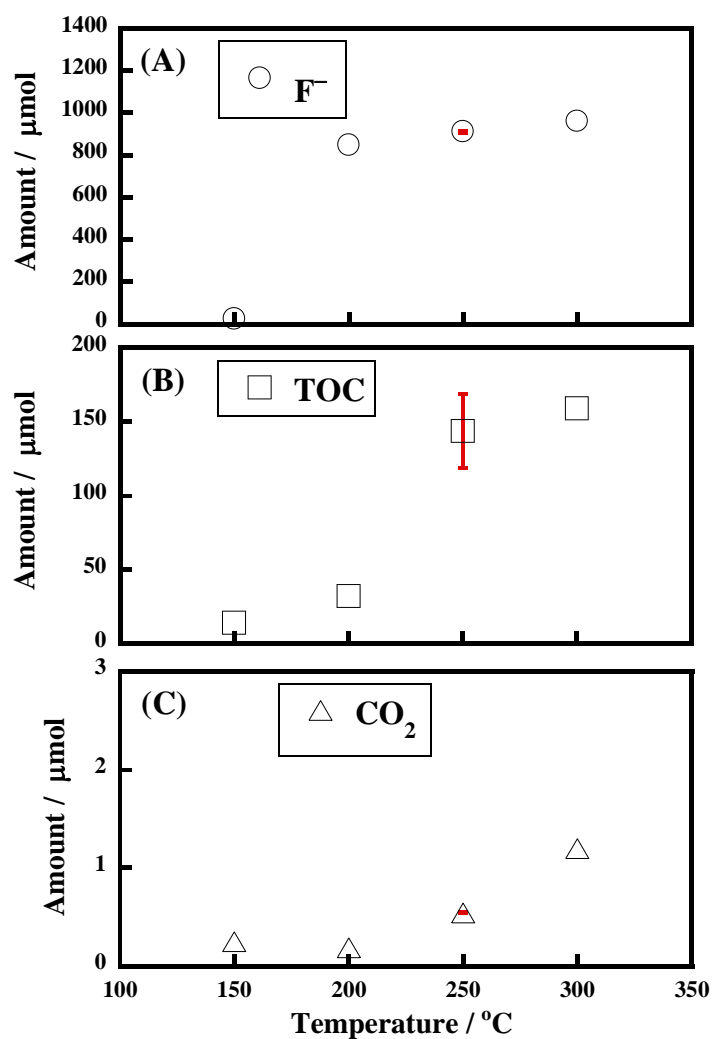 (A)
F⁻
1400
1200
1000
800
600
400
200
0
Amount / μmol
(B)
TOC
200
150
100
50
0
Amount / μmol
(C)
CO₂
3
2
1
0
Amount / μmol
100 150 200 250 300 350
Temperature / °C